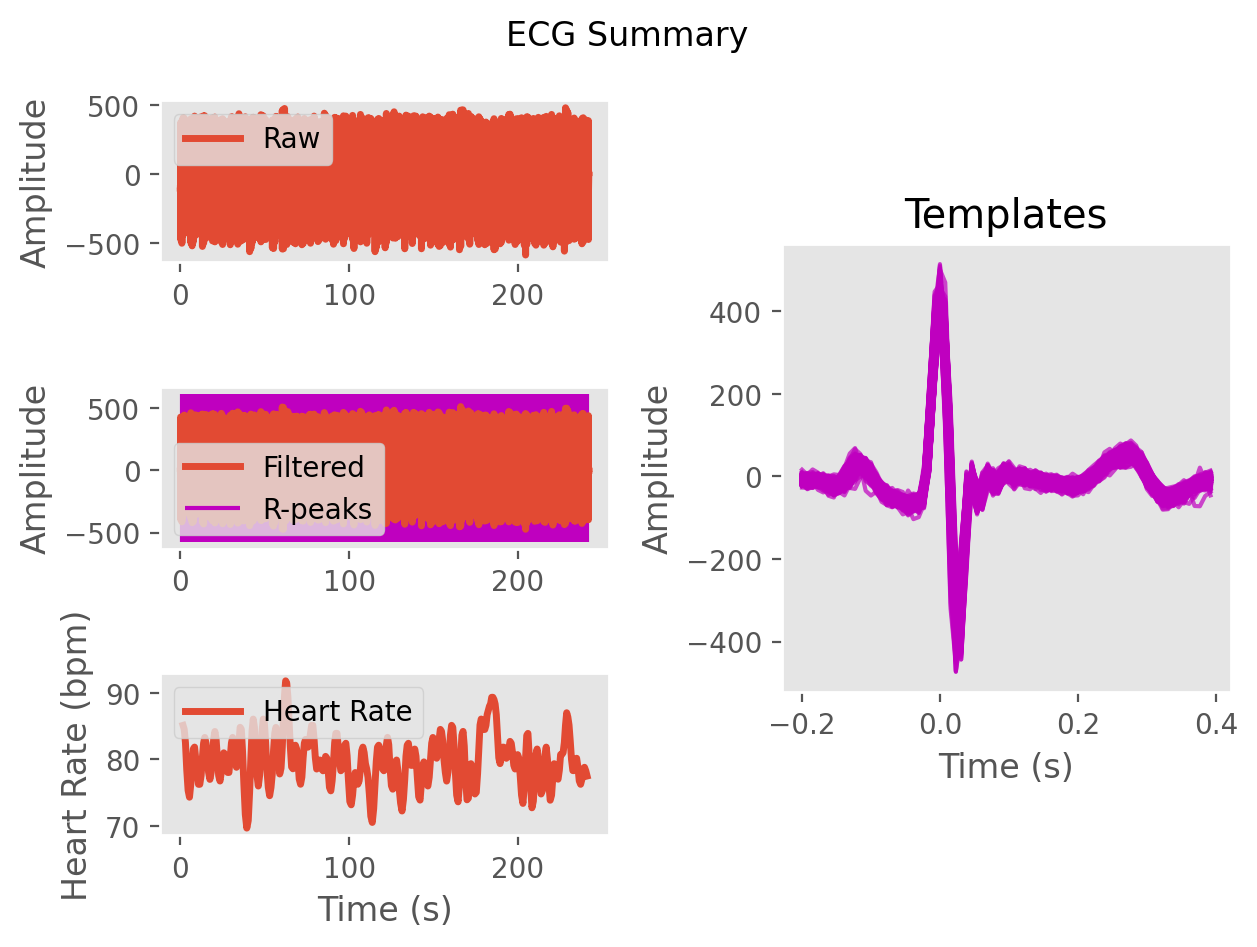 ECG Summary
Amplitude
500
0
−500
Raw
0
100
200
Amplitude
500
0
−500
Filtered
R-peaks
0
100
200
Heart Rate (bpm)
90
80
70
Heart Rate
0
100
200
Time (s)
Templates
Amplitude
400
200
0
−200
−400
−0.2
0.0
0.2
0.4
Time (s)